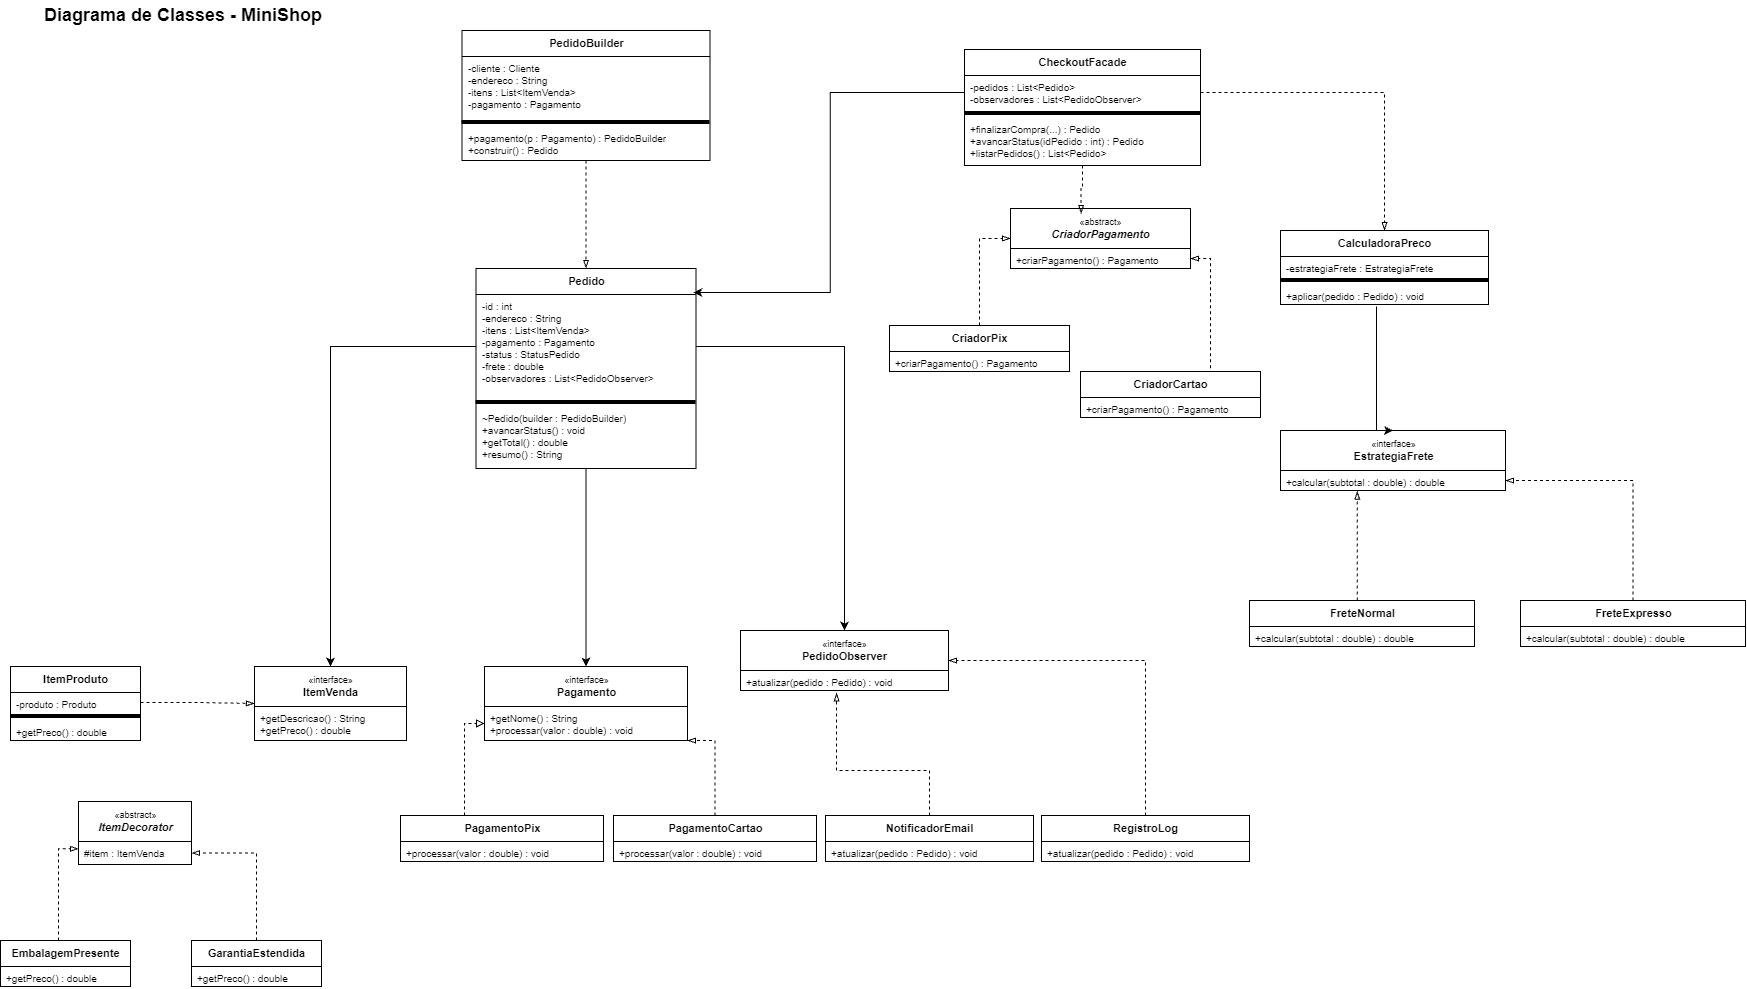 Diagrama de Classes - MiniShop
PedidoBuilder
-cliente : Cliente
-endereco : String
-itens : List<ItemVenda>
-pagamento : Pagamento
+pagamento(p : Pagamento) : PedidoBuilder
+construir() : Pedido
CheckoutFacade
-pedidos : List<Pedido>
-observadores : List<PedidoObserver>
+finalizarCompra(...) : Pedido
+avancarStatus(idPedido : int) : Pedido
+listarPedidos() : List<Pedido>
«abstract»
CriadorPagamento
+criarPagamento() : Pagamento
CalculadoraPreco
-estrategiaFrete : EstrategiaFrete
+aplicar(pedido : Pedido) : void
Pedido
-id : int
-endereco : String
-itens : List<ItemVenda>
-pagamento : Pagamento
-status : StatusPedido
-frete : double
-observadores : List<PedidoObserver>
~Pedido(builder : PedidoBuilder)
+avancarStatus() : void
+getTotal() : double
+resumo() : String
CriadorPix
+criarPagamento() : Pagamento
CriadorCartao
+criarPagamento() : Pagamento
«interface»
EstrategiaFrete
+calcular(subtotal : double) : double
FreteNormal
+calcular(subtotal : double) : double
FreteExpresso
+calcular(subtotal : double) : double
ItemProduto
-produto : Produto
+getPreco() : double
«interface»
ItemVenda
+getDescricao() : String
+getPreco() : double
«interface»
Pagamento
+getNome() : String
+processar(valor : double) : void
«interface»
PedidoObserver
+atualizar(pedido : Pedido) : void
«abstract»
ItemDecorator
#item : ItemVenda
PagamentoPix
+processar(valor : double) : void
PagamentoCartao
+processar(valor : double) : void
NotificadorEmail
+atualizar(pedido : Pedido) : void
RegistroLog
+atualizar(pedido : Pedido) : void
EmbalagemPresente
+getPreco() : double
GarantiaEstendida
+getPreco() : double